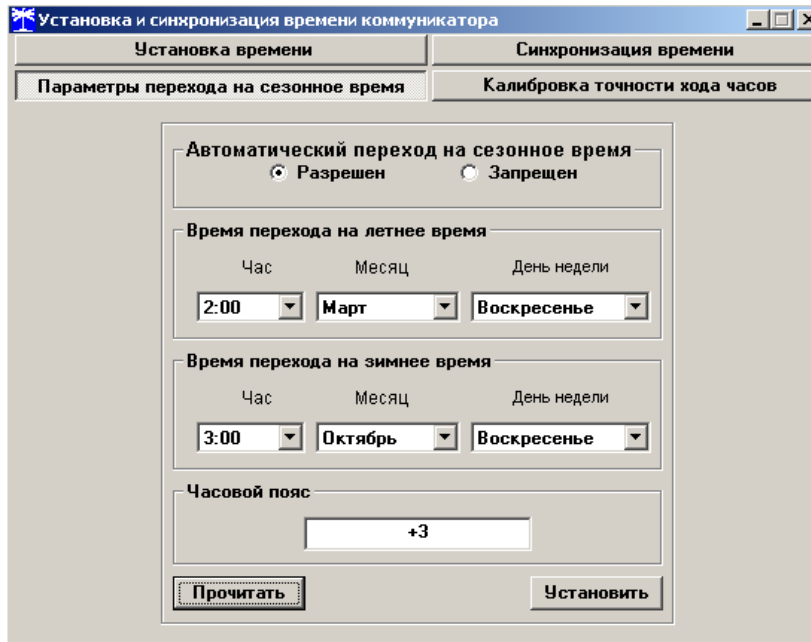 Установка и синхронизация времени коммуникатора
Установка времени Синхронизация времени
Параметры перехода на сезонное время Калибровка точности хода часов
Автоматический переход на сезонное время
Разрешен Запрещен
Время перехода на летнее время
Час Месяц День недели
2:00 Март Воскресенье
Время перехода на зимнее время
Час Месяц День недели
3:00 Октябрь Воскресенье
Часовой пояс
+3
Прочитать Установить